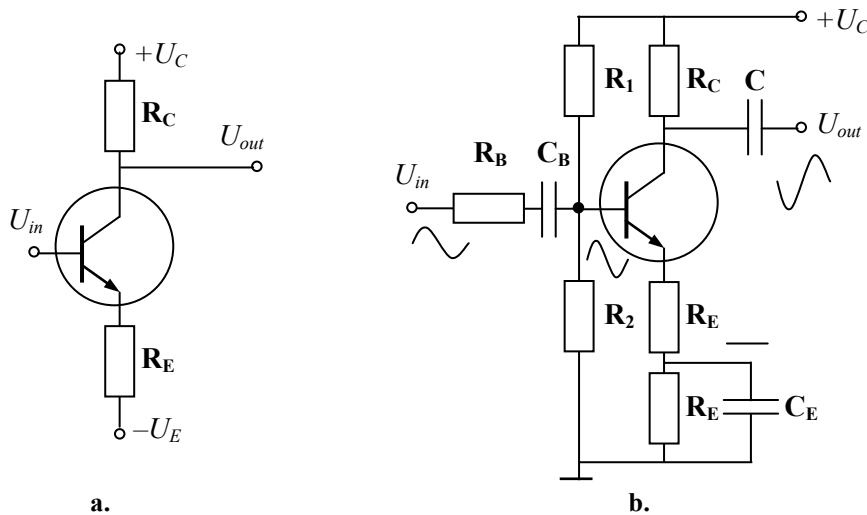 +U_C
R_C
U_out
U_in
R_E
–U_E
a.
+U_C
R_1
R_C
C
U_out
R_B
C_B
U_in
R_2
R_E
R_E
C_E
b.